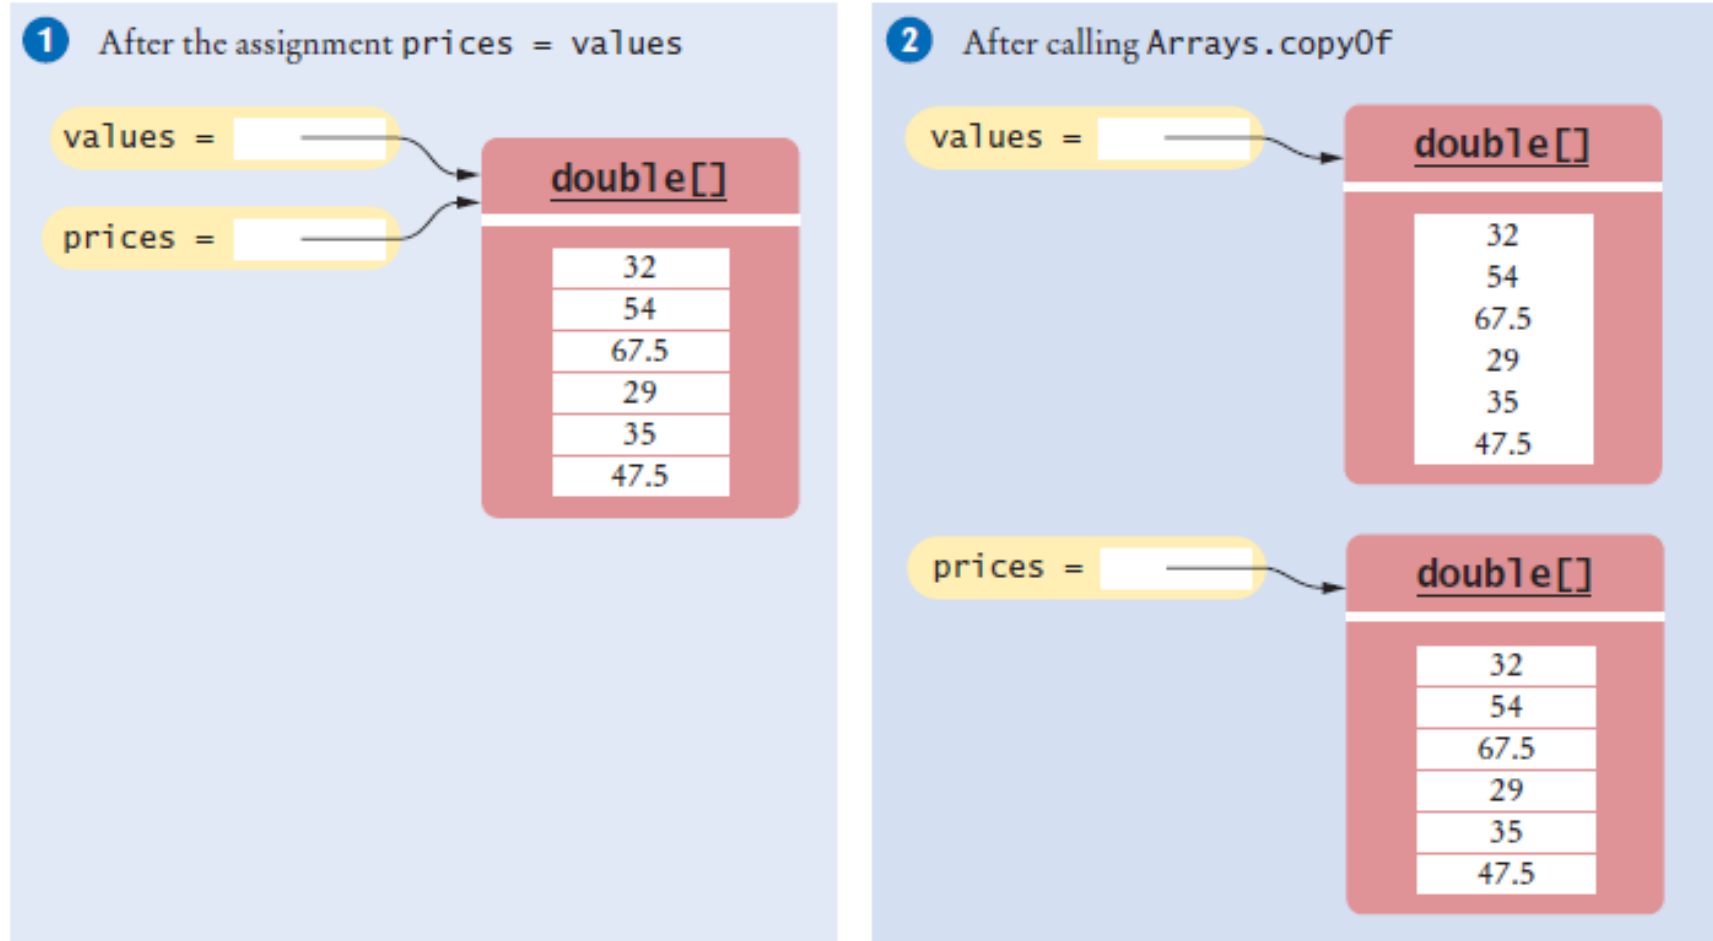 1 After the assignment prices = values
values =
prices =
double[]
32
54
67.5
29
35
47.5
2 After calling Arrays.copyOf
values =
double[]
32
54
67.5
29
35
47.5
prices =
double[]
32
54
67.5
29
35
47.5